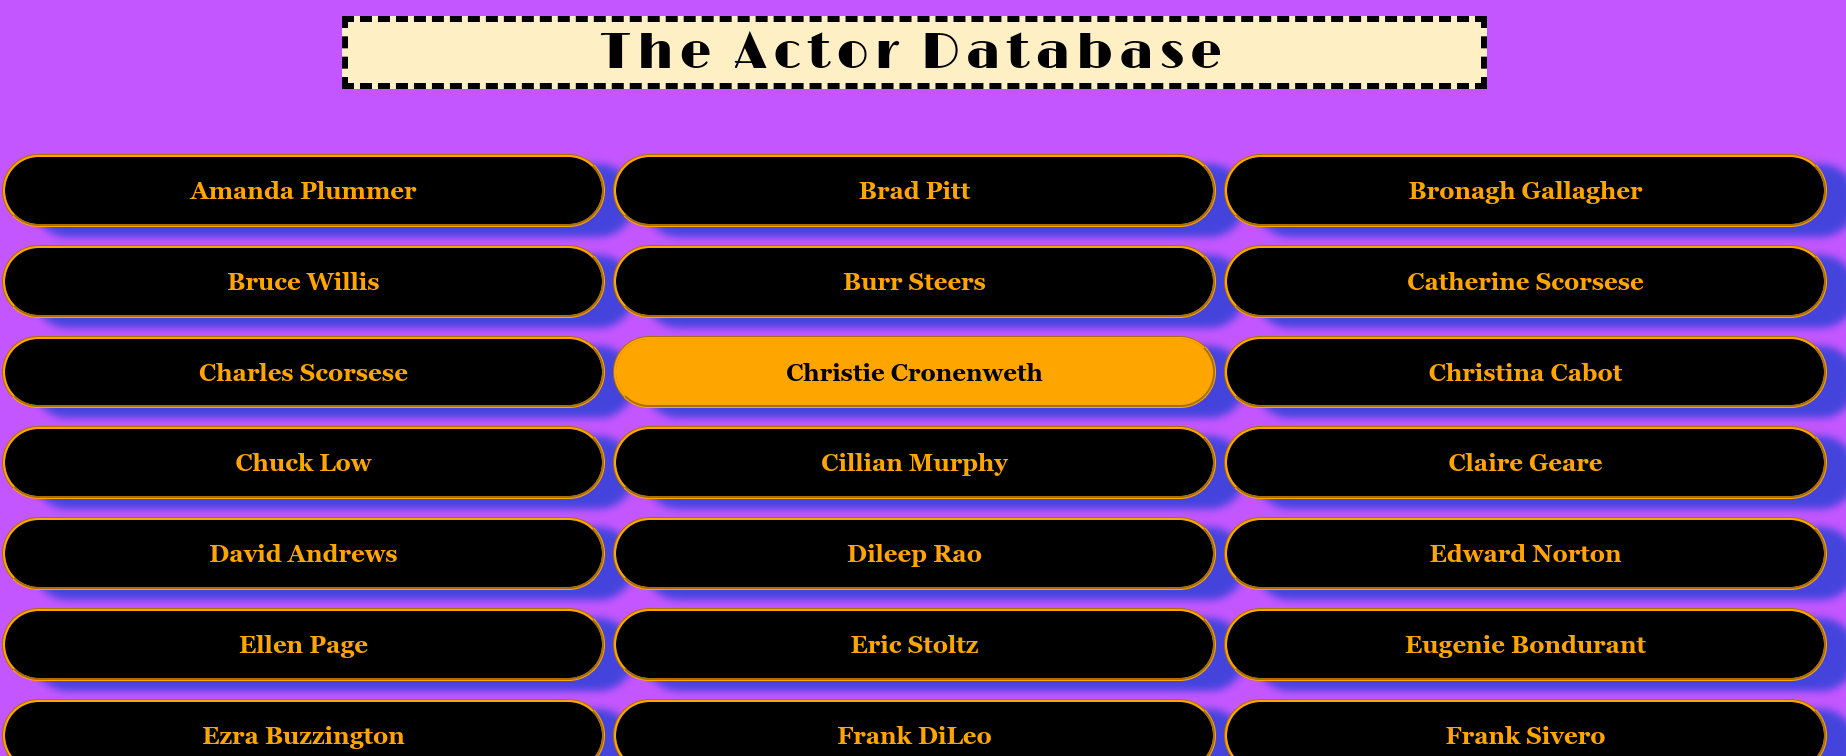 The Actor Database
Amanda Plummer
Brad Pitt
Bronagh Gallagher
Bruce Willis
Burr Steers
Catherine Scorsese
Charles Scorsese
Christie Cronenweth
Christina Cabot
Chuck Low
Cillian Murphy
Claire Geare
David Andrews
Dileep Rao
Edward Norton
Ellen Page
Eric Stoltz
Eugenie Bondurant
Ezra Buzzington
Frank DiLeo
Frank Sivero